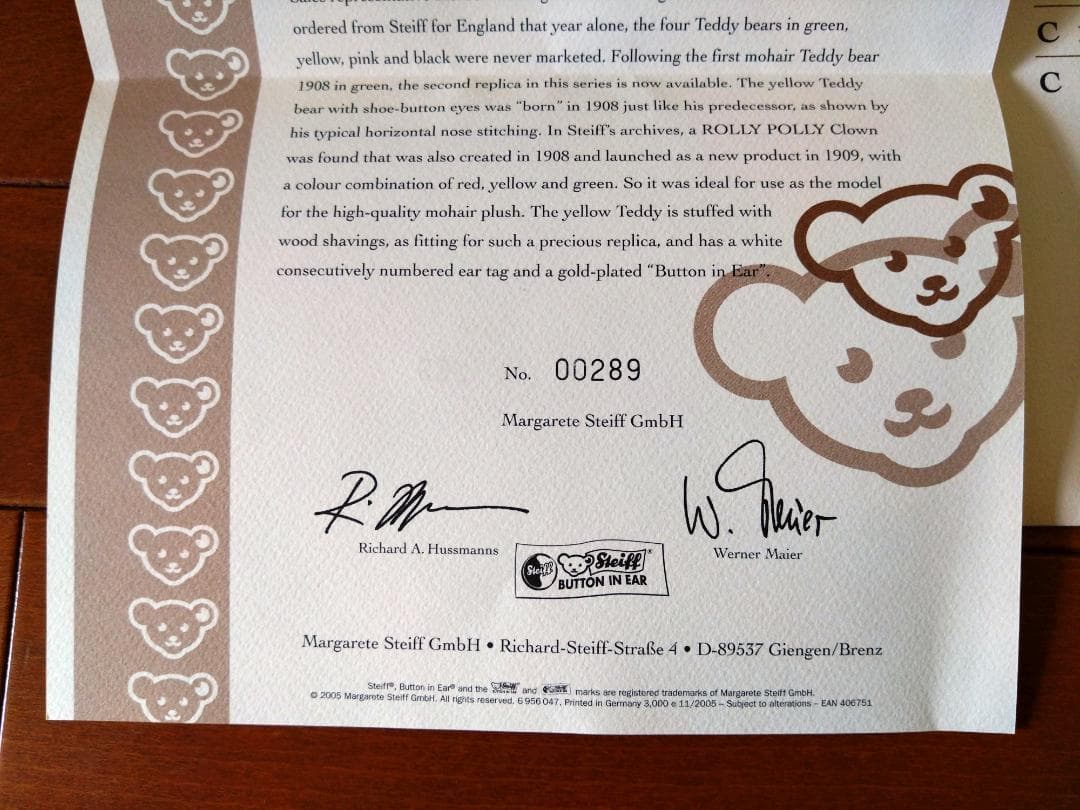 ordered from Steiff for England that year alone, the four Teddy bears in green,
yellow, pink and black were never marketed. Following the first mohair Teddy bear
1908 in green, the second replica in this series is now available. The yellow Teddy
bear with shoe-button eyes was “born” in 1908 just like his predecessor, as shown by
his typical horizontal nose stitching. In Steiff's archives, a ROLLY POLLY Clown
was found that was also created in 1908 and launched as a new product in 1909, with
a colour combination of red, yellow and green. So it was ideal for use as the model
for the high-quality mohair plush. The yellow Teddy is stuffed with
wood shavings, as fitting for such a precious replica, and has a white
consecutively numbered ear tag and a gold-plated “Button in Ear”.
C
C
No. 00289
Margarete Steiff GmbH
R.
W. Maier
Richard A. Hussmanns
Werner Maier
Steiff
Steiff®
BUTTON IN EAR
Margarete Steiff GmbH • Richard-Steiff-Straße 4 • D-89537 Giengen/Brenz
Steiff®, Button in Ear® and the and marks are registered trademarks of Margarete Steiff GmbH.
© 2005 Margarete Steiff GmbH. All rights reserved. 6 956 047. Printed in Germany 3,000 e 11/2005 – Subject to alterations – EAN 406751